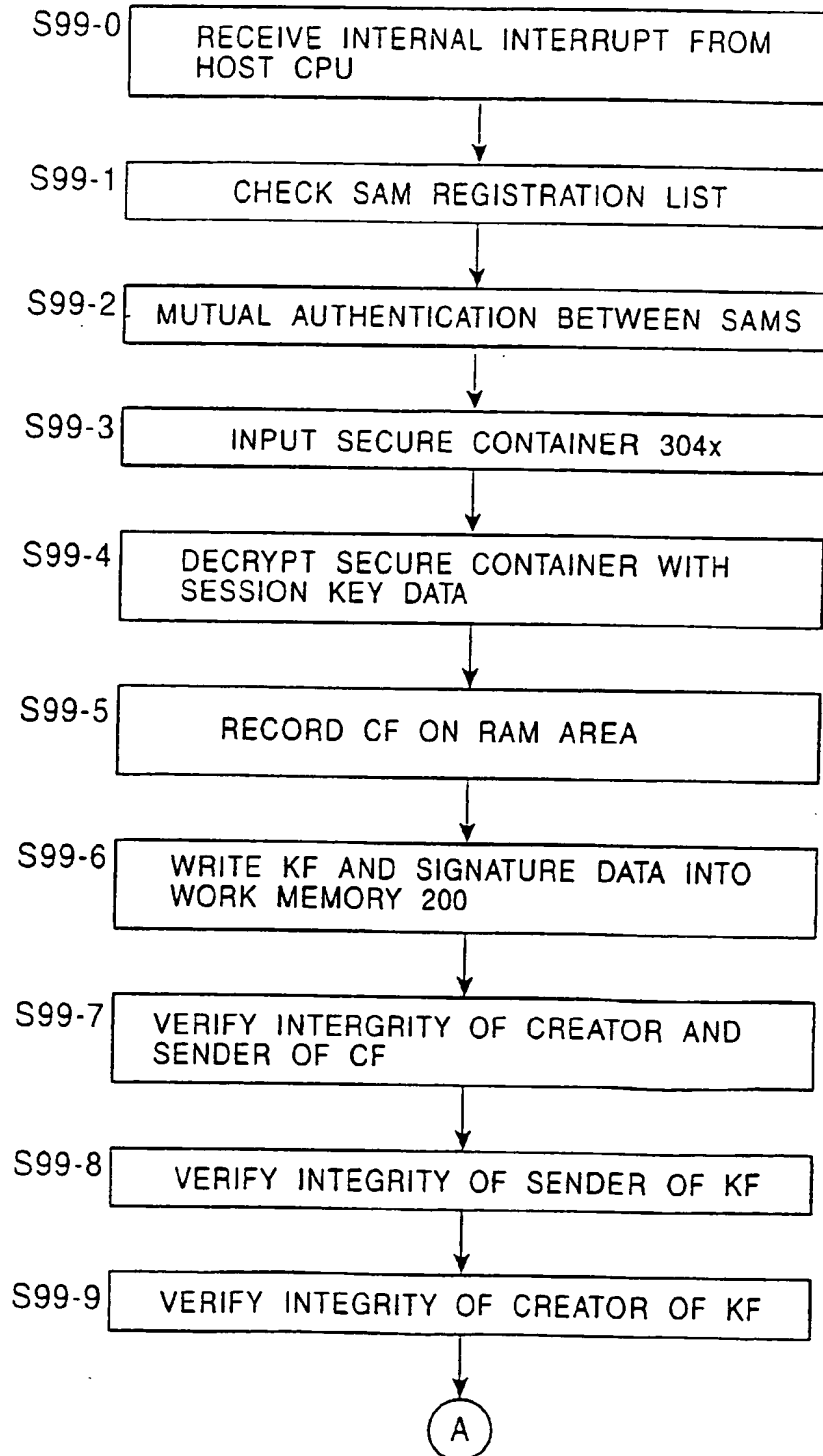 S99-0
RECEIVE INTERNAL INTERRUPT FROM
HOST CPU
S99-1
CHECK SAM REGISTRATION LIST
S99-2
MUTUAL AUTHENTICATION BETWEEN SAMS
S99-3
INPUT SECURE CONTAINER 304x
S99-4
DECRYPT SECURE CONTAINER WITH
SESSION KEY DATA
S99-5
RECORD CF ON RAM AREA
S99-6
WRITE KF AND SIGNATURE DATA INTO
WORK MEMORY 200
S99-7
VERIFY INTERGRITY OF CREATOR AND
SENDER OF CF
S99-8
VERIFY INTEGRITY OF SENDER OF KF
S99-9
VERIFY INTEGRITY OF CREATOR OF KF
A